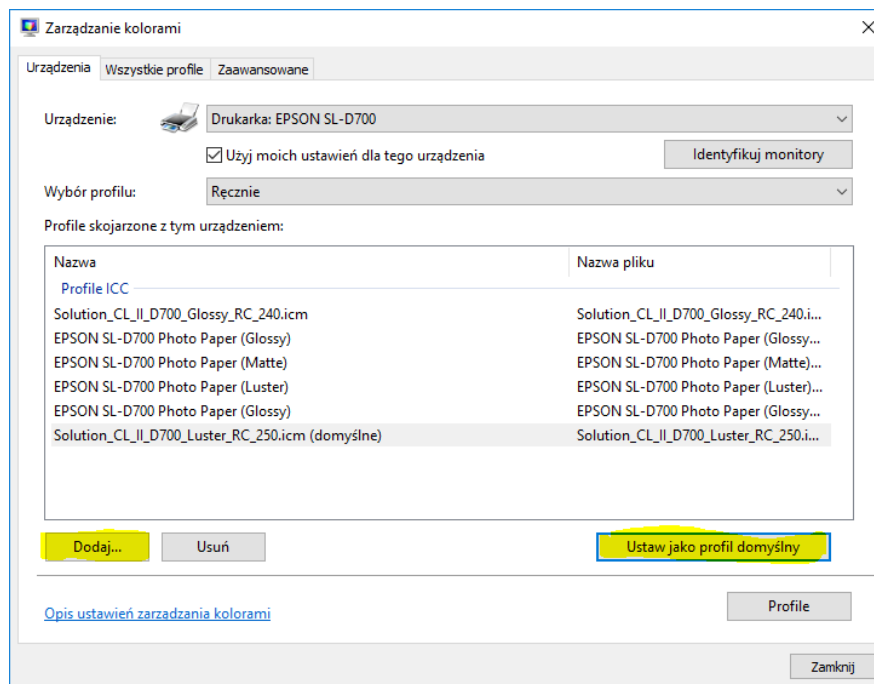 Zarządzanie kolorami
Urządzenia Wszystkie profile Zaawansowane
Urządzenie: Drukarka: EPSON SL-D700
Użyj moich ustawień dla tego urządzenia Identyfikuj monitory
Wybór profilu: Ręcznie
Profile skojarzone z tym urządzeniem:
Nazwa Nazwa pliku
Profile ICC
Solution_CL_II_D700_Glossy_RC_240.icm Solution_CL_II_D700_Glossy_RC_240.i...
EPSON SL-D700 Photo Paper (Glossy) EPSON SL-D700 Photo Paper (Glossy...
EPSON SL-D700 Photo Paper (Matte) EPSON SL-D700 Photo Paper (Matte)...
EPSON SL-D700 Photo Paper (Luster) EPSON SL-D700 Photo Paper (Luster)...
EPSON SL-D700 Photo Paper (Glossy) EPSON SL-D700 Photo Paper (Glossy...
Solution_CL_II_D700_Luster_RC_250.icm (domyślne) Solution_CL_II_D700_Luster_RC_250.i...
Dodaj... Usuń Ustaw jako profil domyślny
Opis ustawień zarządzania kolorami Profile
Zamknij